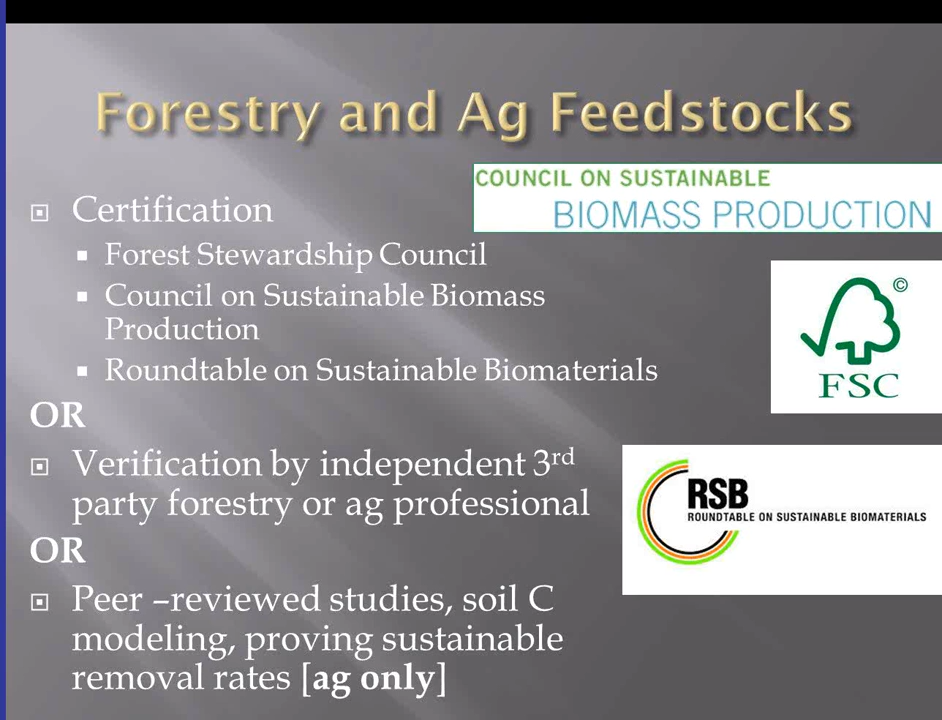 Forestry and Ag Feedstocks
COUNCIL ON SUSTAINABLE
BIOMASS PRODUCTION
Certification
Forest Stewardship Council
Council on Sustainable Biomass
Production
Roundtable on Sustainable Biomaterials
©
FSC
OR
Verification by independent 3rd
party forestry or ag professional
RSB
ROUNDTABLE ON SUSTAINABLE BIOMATERIALS
OR
Peer –reviewed studies, soil C
modeling, proving sustainable
removal rates [ag only]